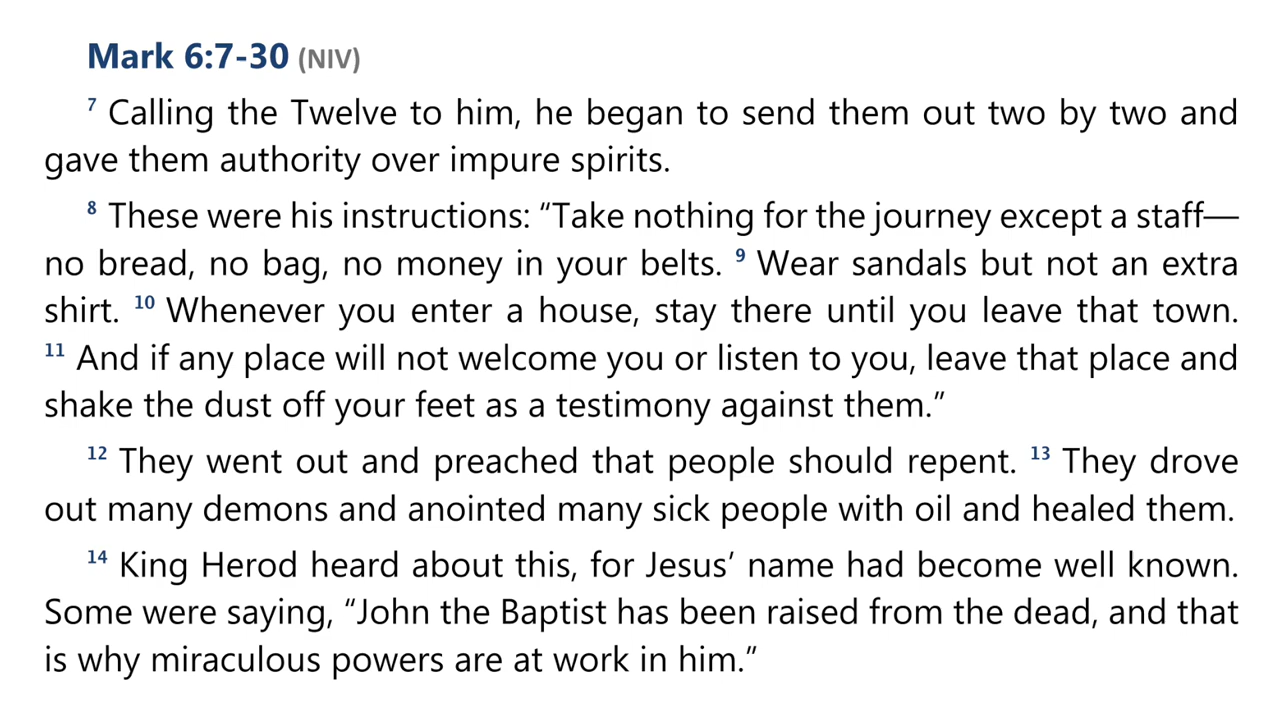 Mark 6:7-30 (NIV)
7 Calling the Twelve to him, he began to send them out two by two and
gave them authority over impure spirits.
8 These were his instructions: “Take nothing for the journey except a staff—
no bread, no bag, no money in your belts. 9 Wear sandals but not an extra
shirt. 10 Whenever you enter a house, stay there until you leave that town.
11 And if any place will not welcome you or listen to you, leave that place and
shake the dust off your feet as a testimony against them.”
12 They went out and preached that people should repent. 13 They drove
out many demons and anointed many sick people with oil and healed them.
14 King Herod heard about this, for Jesus’ name had become well known.
Some were saying, “John the Baptist has been raised from the dead, and that
is why miraculous powers are at work in him.”